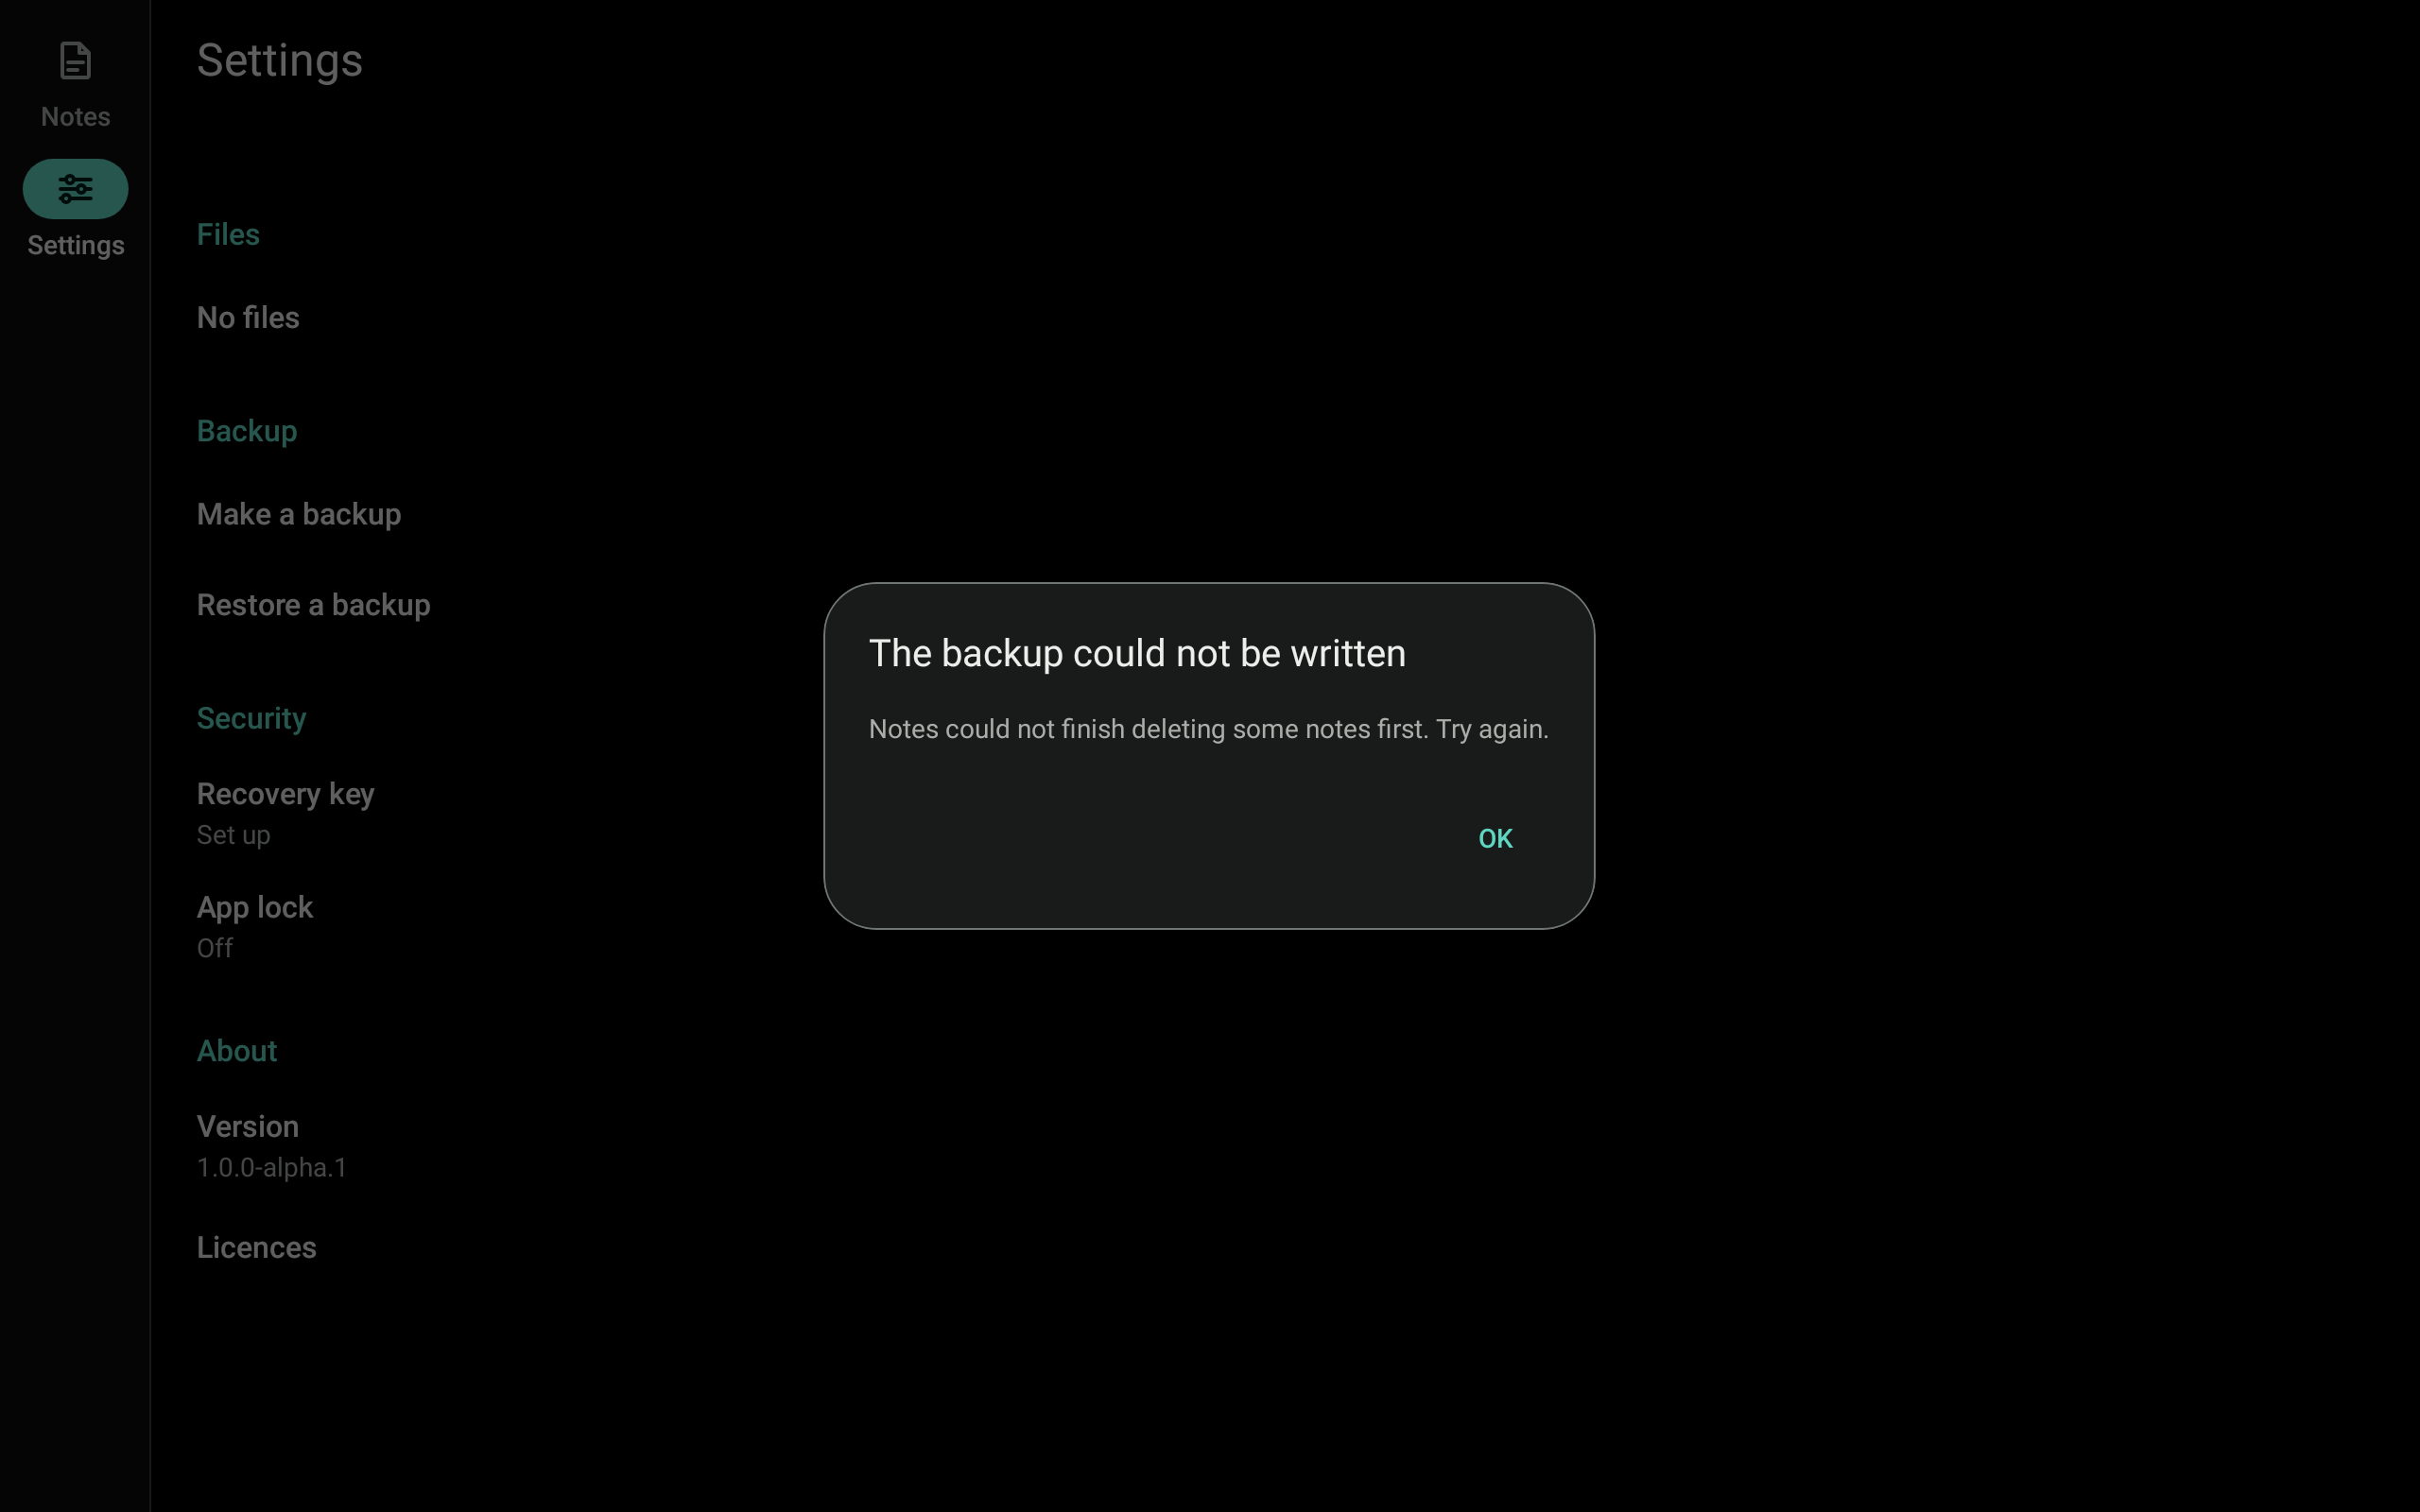 Notes
Settings
Settings
Files
No files
Backup
Make a backup
Restore a backup
Security
Recovery key
Set up
App lock
Off
About
Version
1.0.0-alpha.1
Licences
The backup could not be written
Notes could not finish deleting some notes first. Try again.
OK